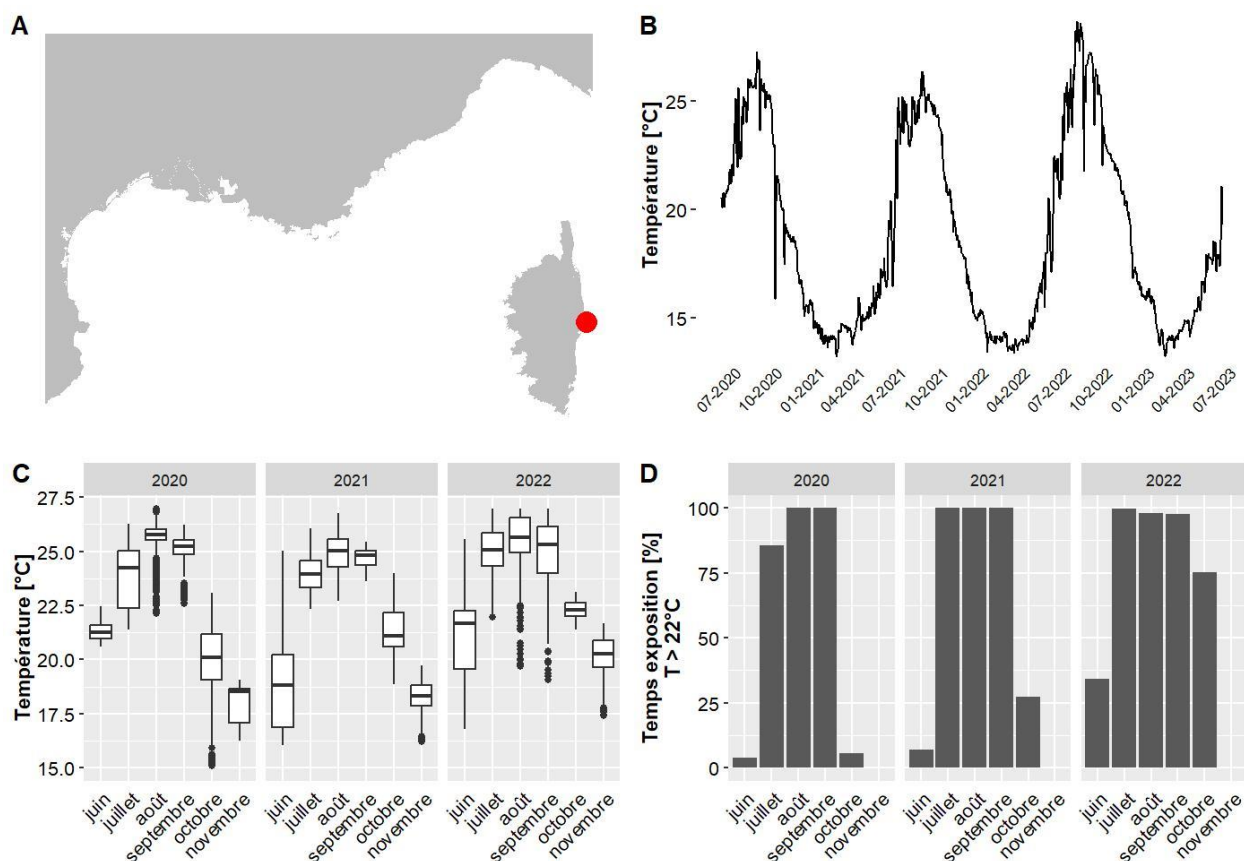 A
B
Température [°C]
25
20
15
07-2020
10-2020
01-2021
04-2021
07-2021
10-2021
01-2022
04-2022
07-2022
10-2022
01-2023
04-2023
07-2023
C
2020
2021
2022
Température [°C]
27.5
25.0
22.5
20.0
17.5
15.0
juin
juillet
août
septembre
octobre
novembre
juin
juillet
août
septembre
octobre
novembre
juin
juillet
août
septembre
octobre
novembre
D
2020
2021
2022
Temps exposition [%]
T > 22°C
100
75
50
25
0
juin
juillet
août
septembre
octobre
novembre
juin
juillet
août
septembre
octobre
novembre
juin
juillet
août
septembre
octobre
novembre